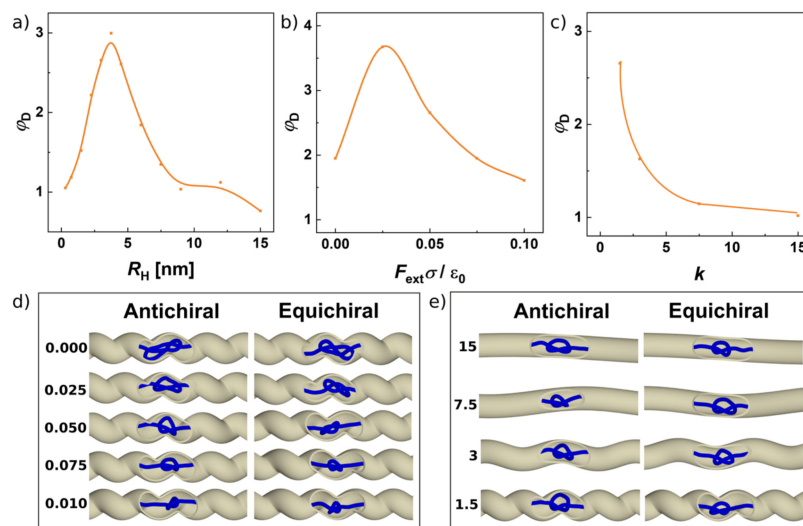 a)
3
2
1
0
5
10
15
φD
RH [nm]
b)
4
3
2
1
0.00
0.05
0.10
φD
Fextσ/ ε0
c)
3
2
1
0
5
10
15
φD
k
d)
Antichiral Equichiral
0.000
0.025
0.050
0.075
0.010
e)
Antichiral Equichiral
15
7.5
3
1.5